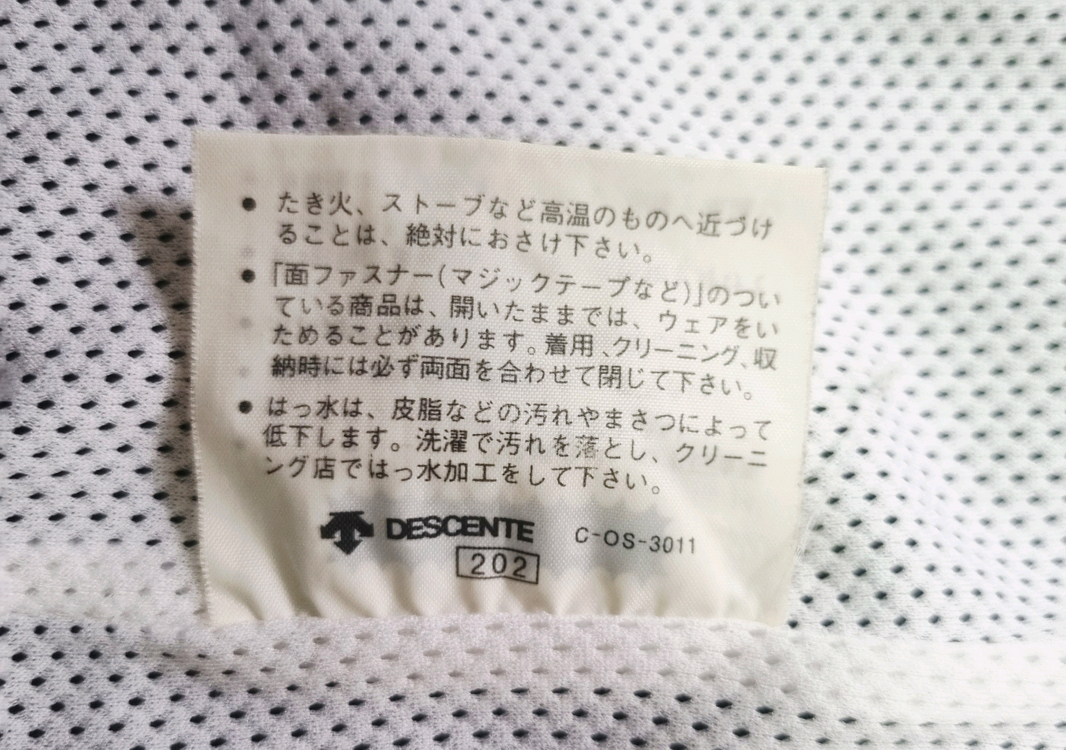 ● たき火、ストーブなど高温のものへ近づけ
ることは、絶対におさけ下さい。
● 「面ファスナー(マジックテープなど)」のつい
ている商品は、開いたままでは、ウェアをい
ためることがあります。着用、クリーニング、収
納時には必ず両面を合わせて閉じて下さい。
● はっ水は、皮脂などの汚れやまさつによって
低下します。洗濯で汚れを落とし、クリーニ
ング店ではっ水加工をして下さい。
DESCENTE C-OS-3011
202